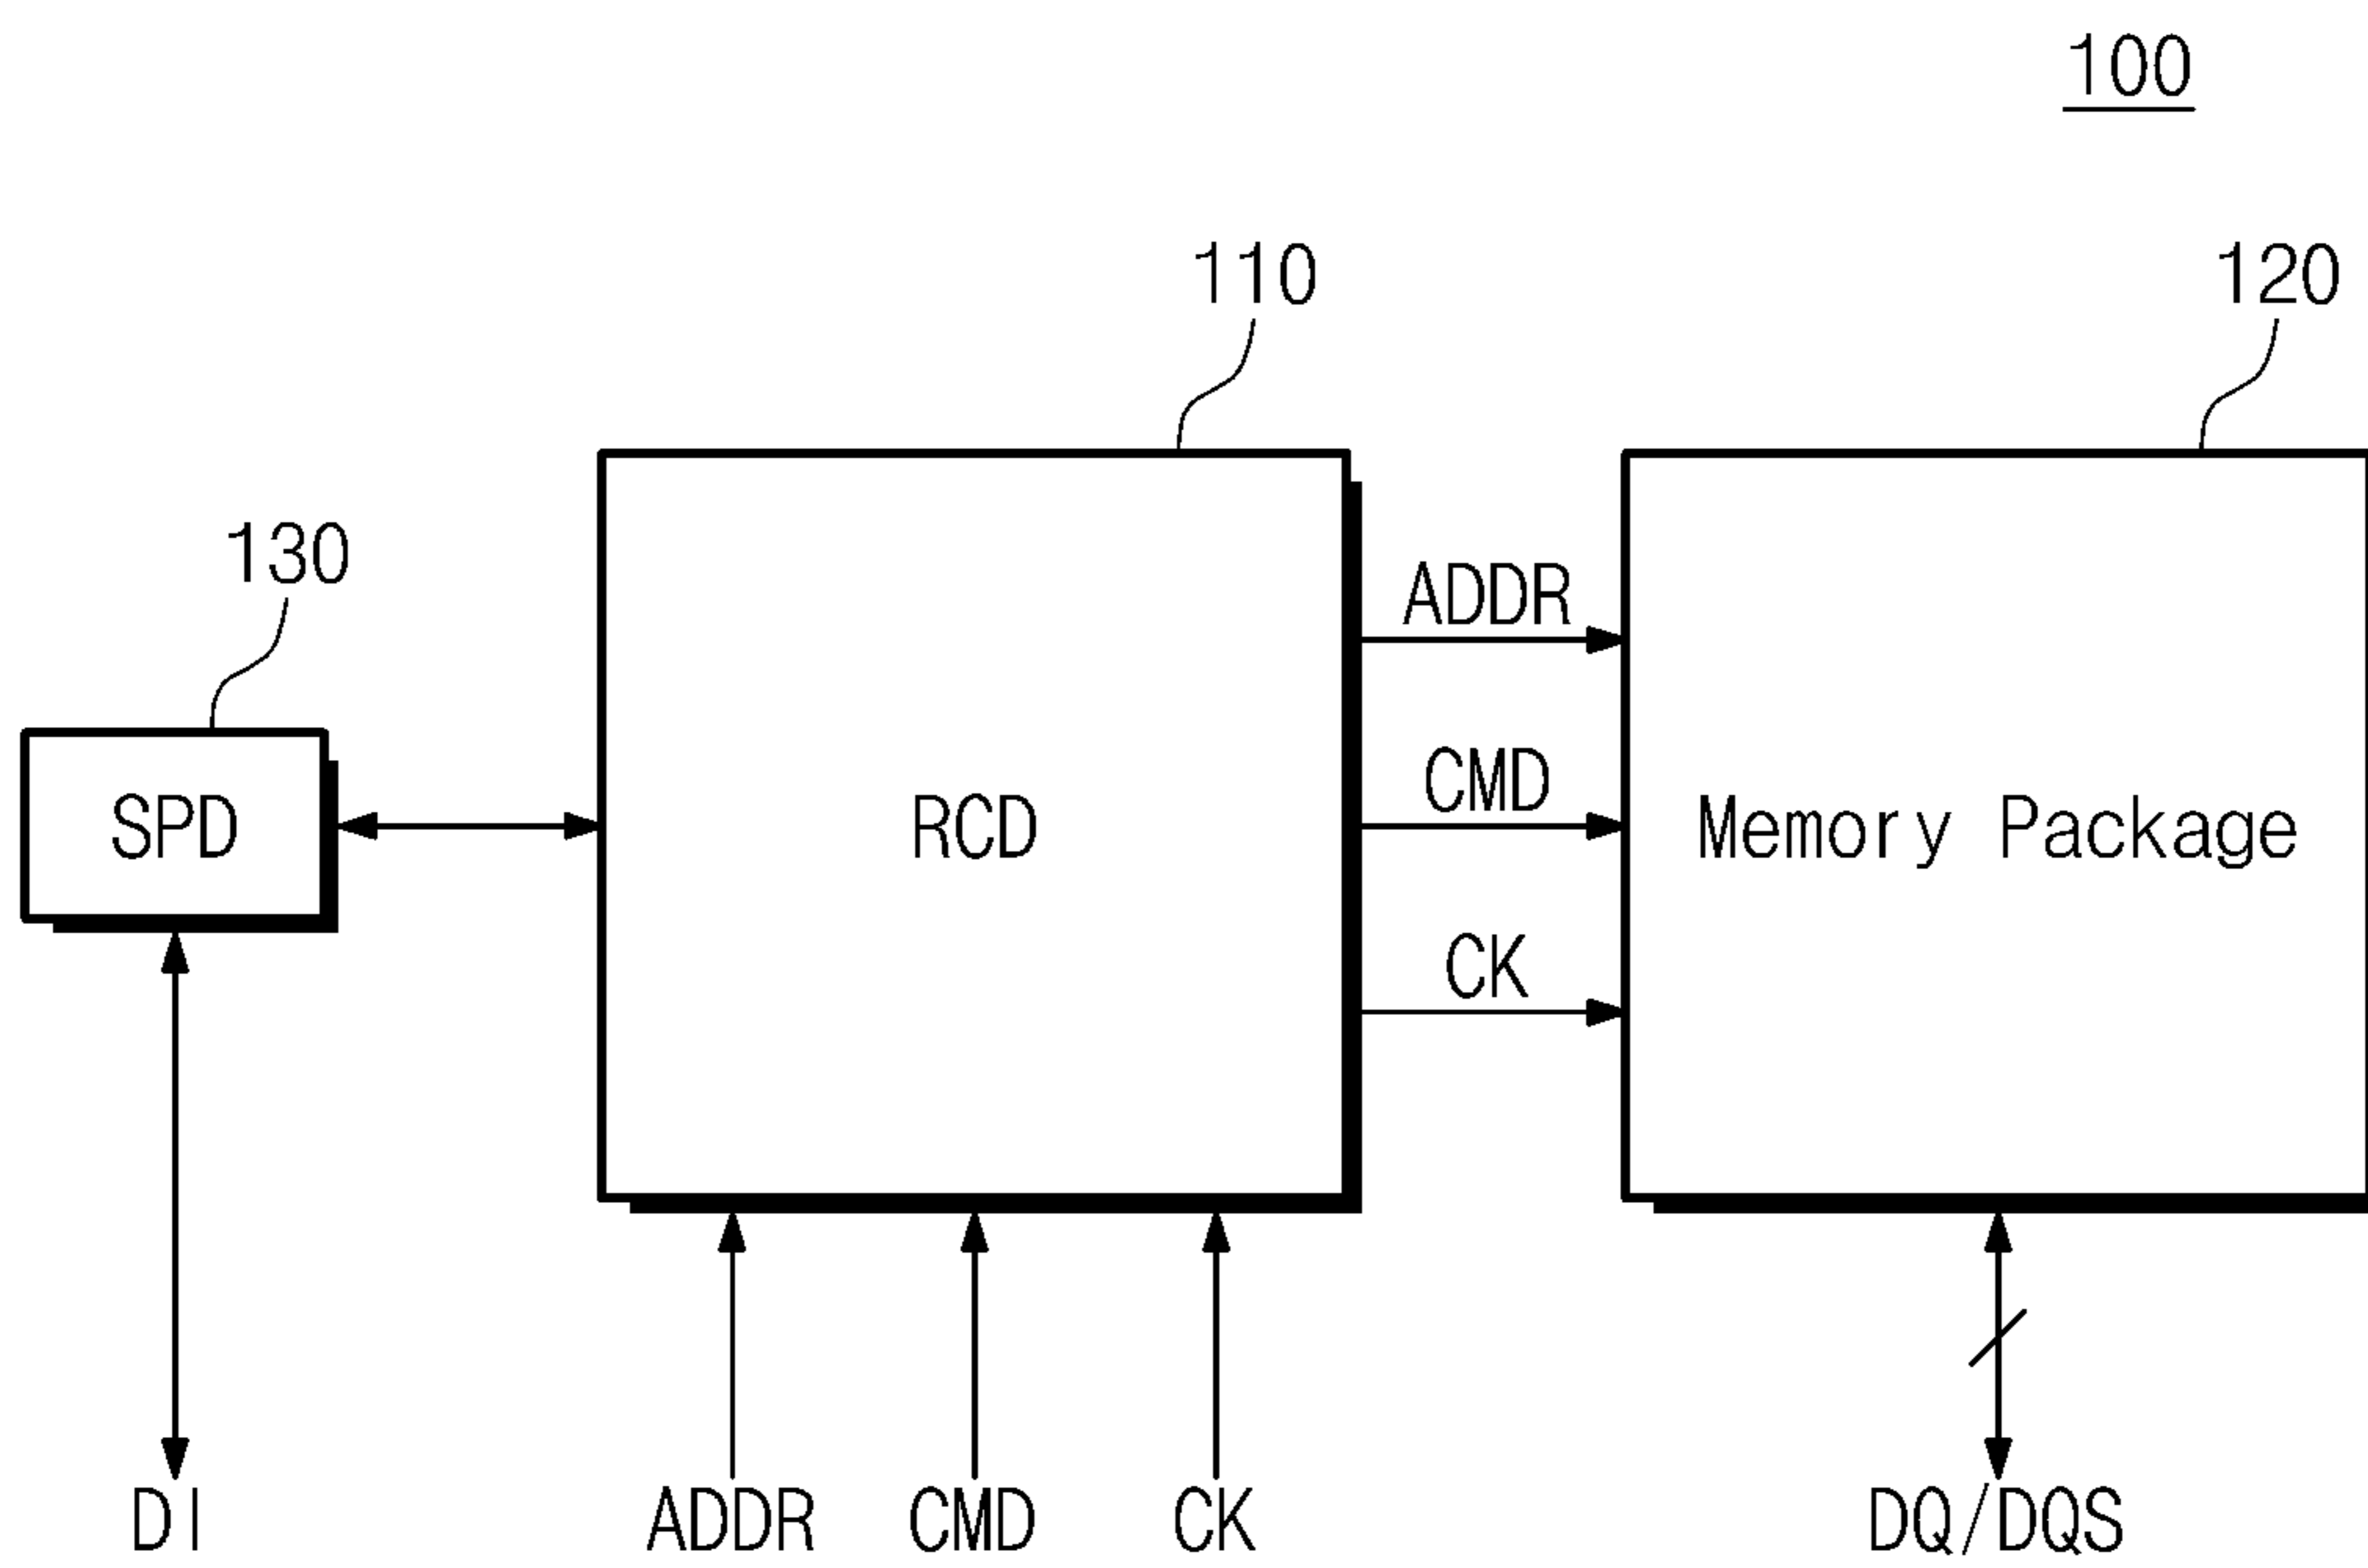 100
110
120
130
ADDR
CMD
SPD
RCD
Memory Package
CK
DI
ADDR
CMD
CK
DQ/DQS